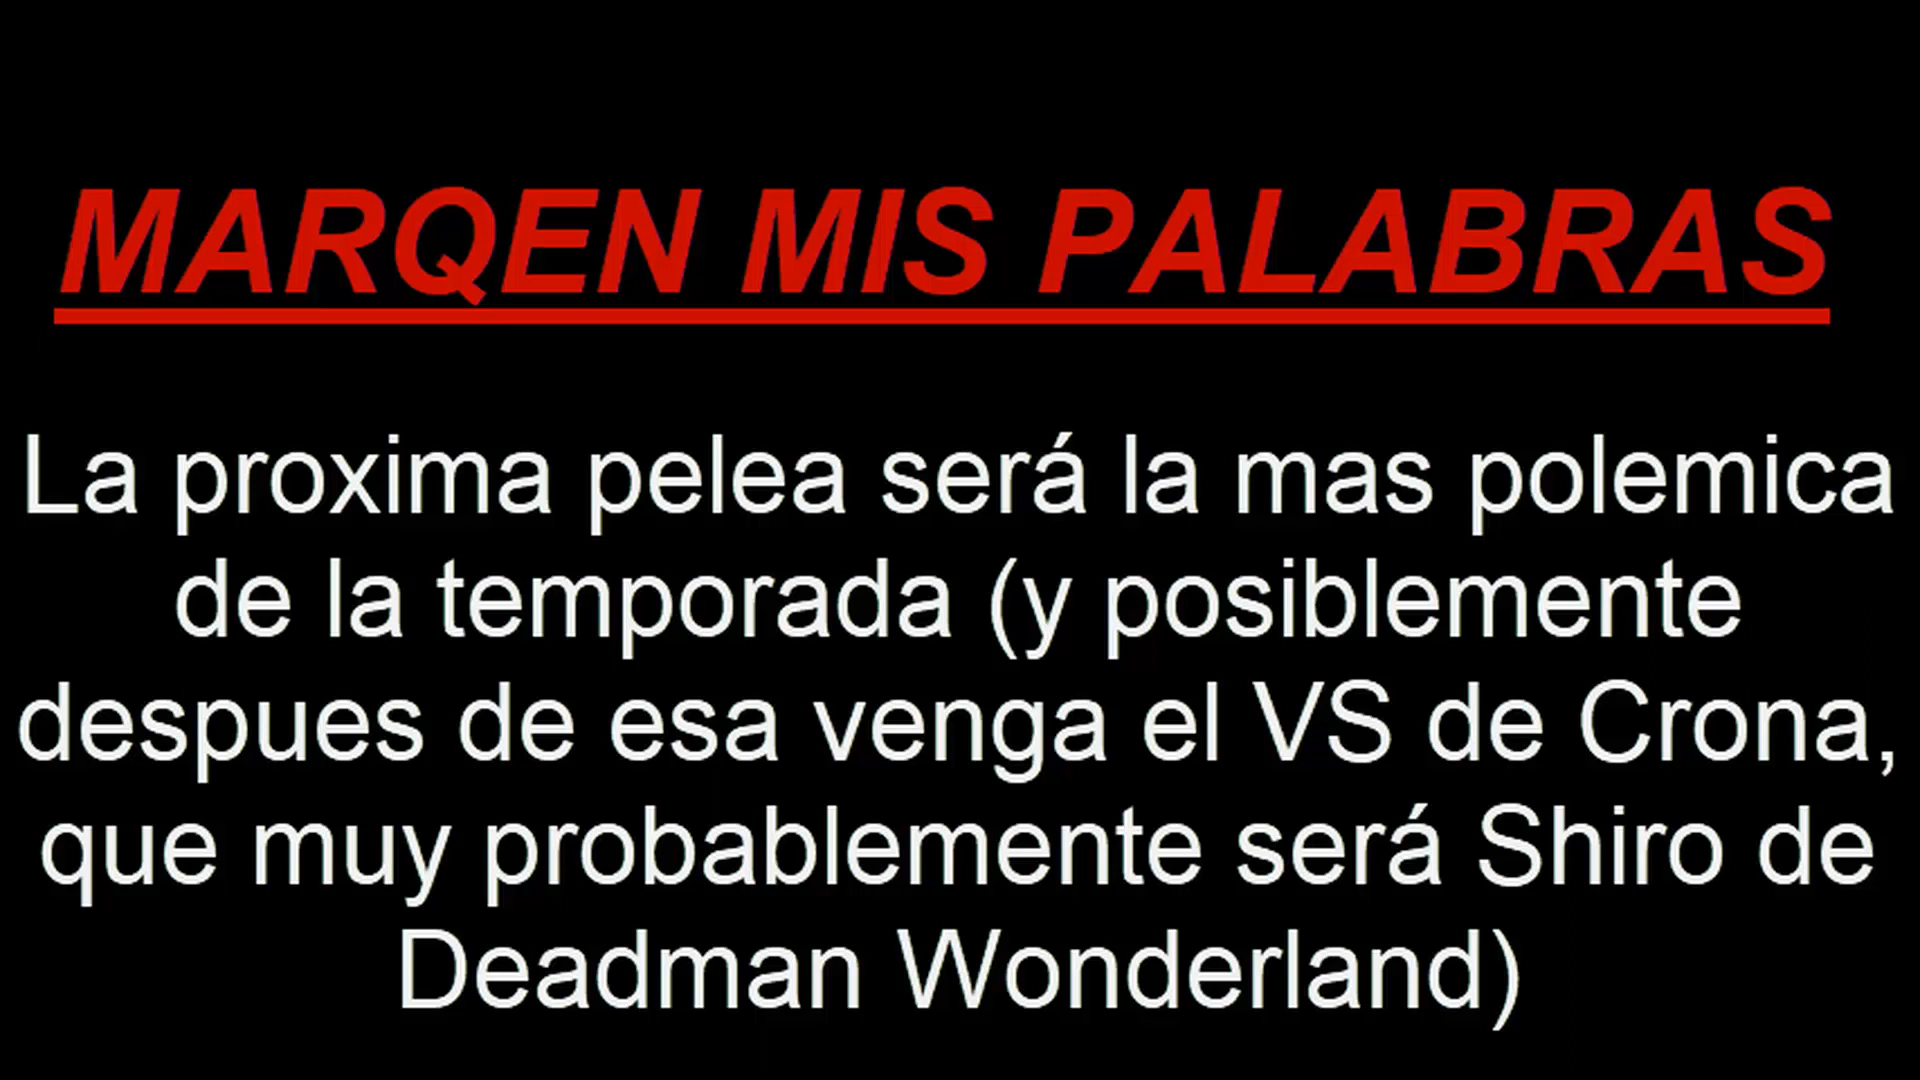 MARQEN MIS PALABRAS
La proxima pelea será la mas polemica
de la temporada (y posiblemente
despues de esa venga el VS de Crona,
que muy probablemente será Shiro de
Deadman Wonderland)